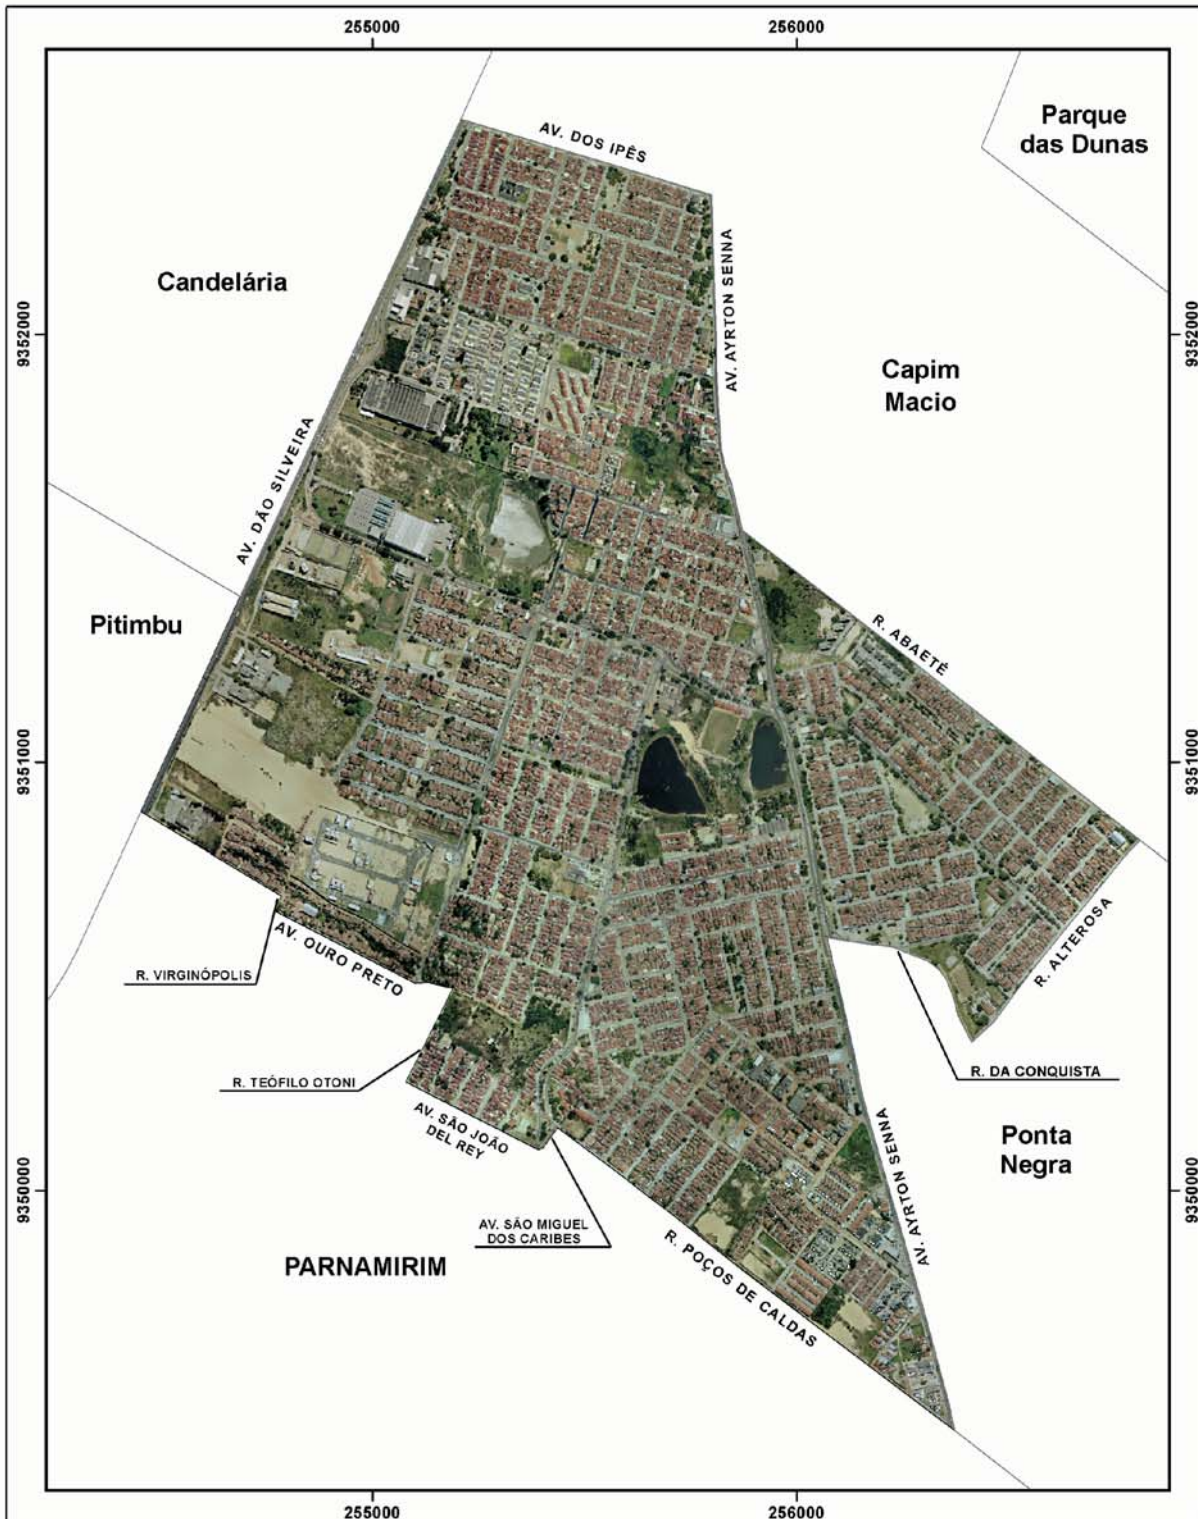 255000
256000
Parque
das Dunas
AV. DOS IPÊS
Candelária
AV. AYRTON SENNA
9352000
9352000
Capim
Macio
AV. DÃO SILVEIRA
Pitimbu
R. ABAETÉ
9351000
9351000
R. VIRGINÓPOLIS
AV. OURO PRETO
R. ALTEROSA
R. TEÓFILO OTONI
R. DA CONQUISTA
AV. SÃO JOÃO
DEL REY
Ponta
Negra
9350000
9350000
AV. AYRTON SENNA
AV. SÃO MIGUEL
DOS CARIBES
PARNAMIRIM
R. POÇOS DE CALDAS
255000
256000